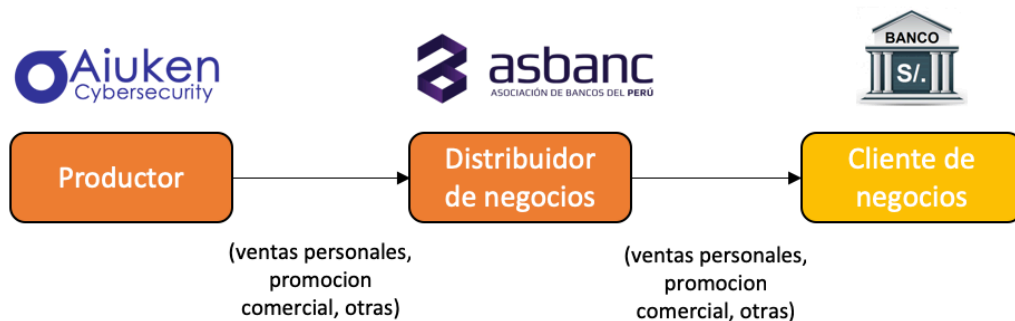 Aiuken
Cybersecurity
asbanc
ASOCIACIÓN DE BANCOS DEL PERÚ
BANCO
S/.
Productor
Distribuidor
de negocios
Cliente de
negocios
(ventas personales,
promocion
comercial, otras)
(ventas personales,
promocion
comercial, otras)